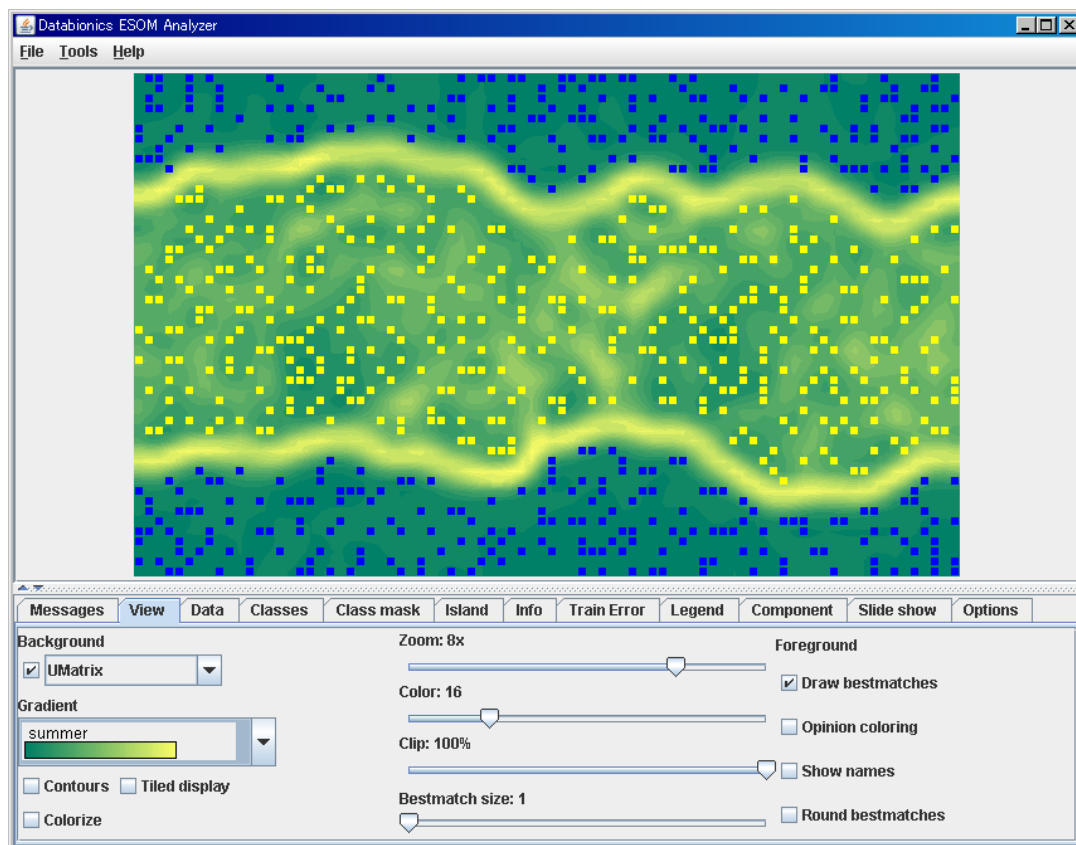 Databionics ESOM Analyzer
File Tools Help
Messages View Data Classes Class mask Island Info Train Error Legend Component Slide show Options
Background
UMatrix
Gradient
summer
Contours Tiled display
Colorize
Zoom: 8x
Color: 16
Clip: 100%
Bestmatch size: 1
Foreground
Draw bestmatches
Opinion coloring
Show names
Round bestmatches